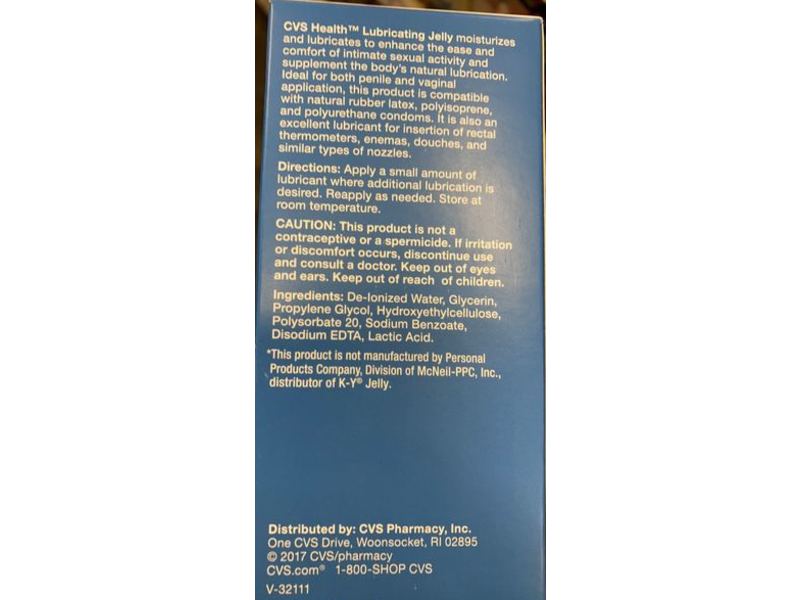 CVS Health™ Lubricating Jelly moisturizes
and lubricates to enhance the ease and
comfort of intimate sexual activity and
supplement the body's natural lubrication.
Ideal for both penile and vaginal
application, this product is compatible
with natural rubber latex, polyisoprene,
and polyurethane condoms. It is also an
excellent lubricant for insertion of rectal
thermometers, enemas, douches, and
similar types of nozzles.
Directions: Apply a small amount of
lubricant where additional lubrication is
desired. Reapply as needed. Store at
room temperature.
CAUTION: This product is not a
contraceptive or a spermicide. If irritation
or discomfort occurs, discontinue use
and consult a doctor. Keep out of eyes
and ears. Keep out of reach of children.
Ingredients: De-Ionized Water, Glycerin,
Propylene Glycol, Hydroxyethylcellulose,
Polysorbate 20, Sodium Benzoate,
Disodium EDTA, Lactic Acid.
*This product is not manufactured by Personal
Products Company, Division of McNeil-PPC, Inc.,
distributor of K-Y® Jelly.
Distributed by: CVS Pharmacy, Inc.
One CVS Drive, Woonsocket, RI 02895
© 2017 CVS/pharmacy
CVS.com® 1-800-SHOP CVS
V-32111